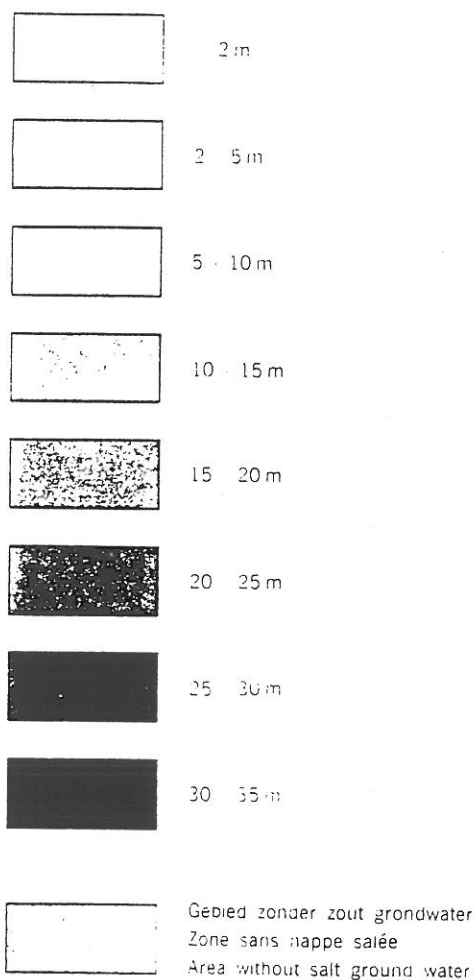 2 m
2 5 m
5 - 10 m
10 15 m
15 20 m
20 25 m
25 30 m
30 35 m
Gebied zonder zout grondwater
Zone sans nappe salée
Area without salt ground water